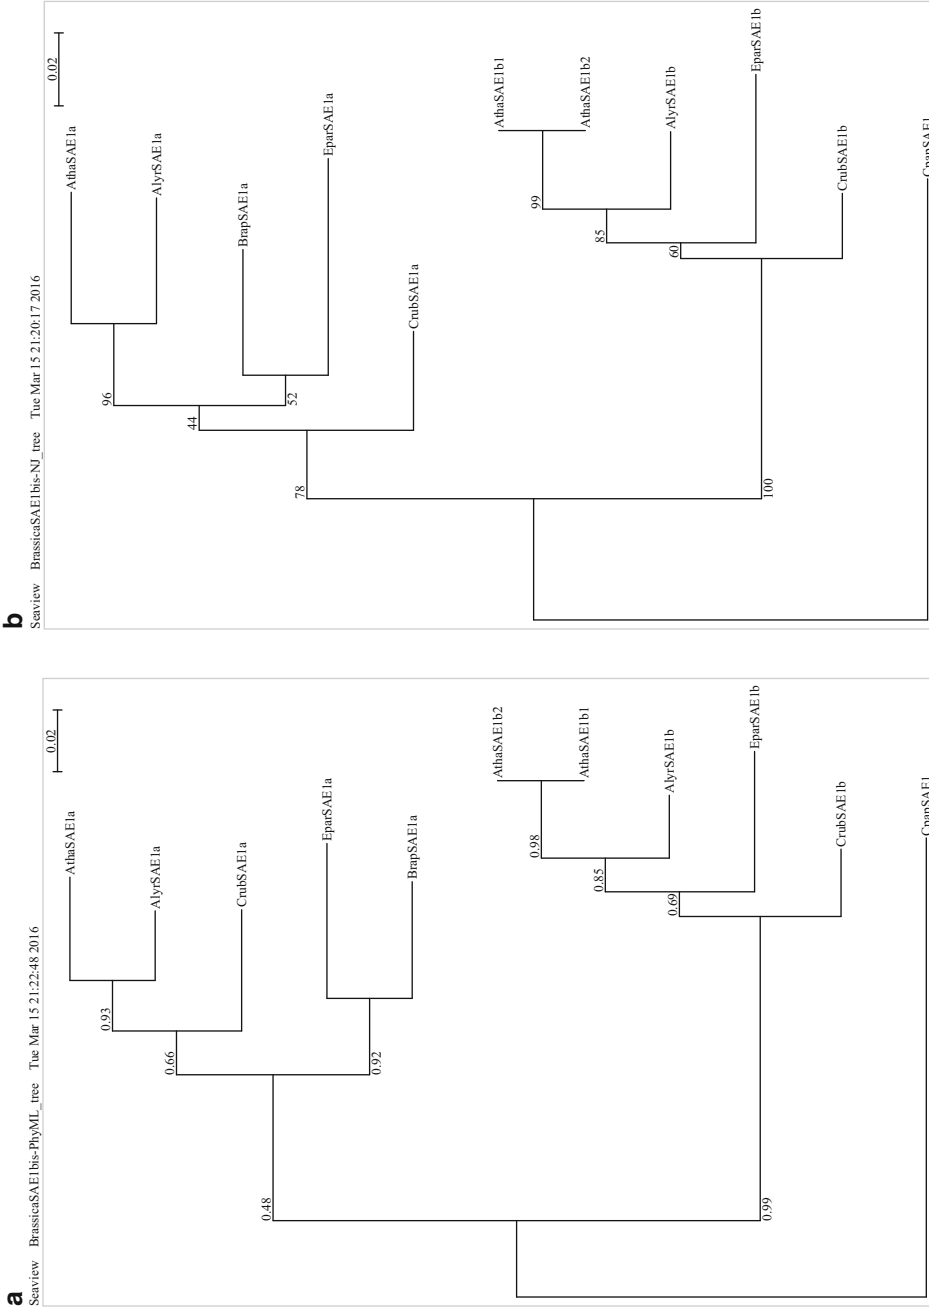 a
Seaview BrassicaSAE1bis-PhyML_tree Tue Mar 15 21:22:48 2016
0.02
AthaSAE1a
0.93
AlyrSAE1a
0.66
CrubSAE1a
0.48
EparSAE1a
0.92
BrapSAE1a
AthaSAE1b2
0.98
AthaSAE1b1
0.85
AlyrSAE1b
0.69
EparSAE1b
0.99
CrubSAE1b
CpapSAE1
b
Seaview BrassicaSAE1bis-NJ_tree Tue Mar 15 21:20:17 2016
0.02
AthaSAE1a
96
AlyrSAE1a
44
BrapSAE1a
52
EparSAE1a
78
CrubSAE1a
AthaSAE1b1
99
AthaSAE1b2
85
AlyrSAE1b
60
EparSAE1b
100
CrubSAE1b
CpapSAE1